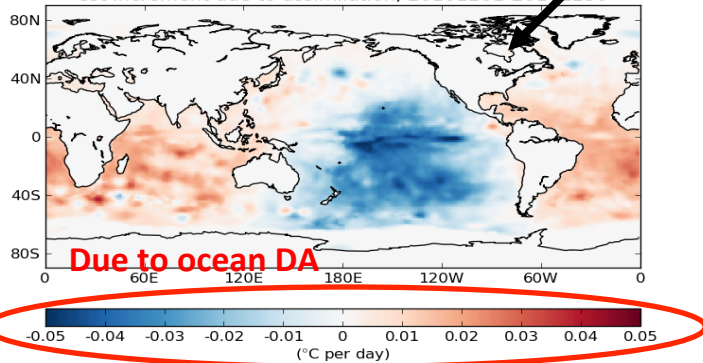 80N
40N
0
40S
80S
Due to ocean DA
0 60E 120E 180E 120W 60W 0
-0.05 -0.04 -0.03 -0.02 -0.01 0 0.01 0.02 0.03 0.04 0.05
(°C per day)